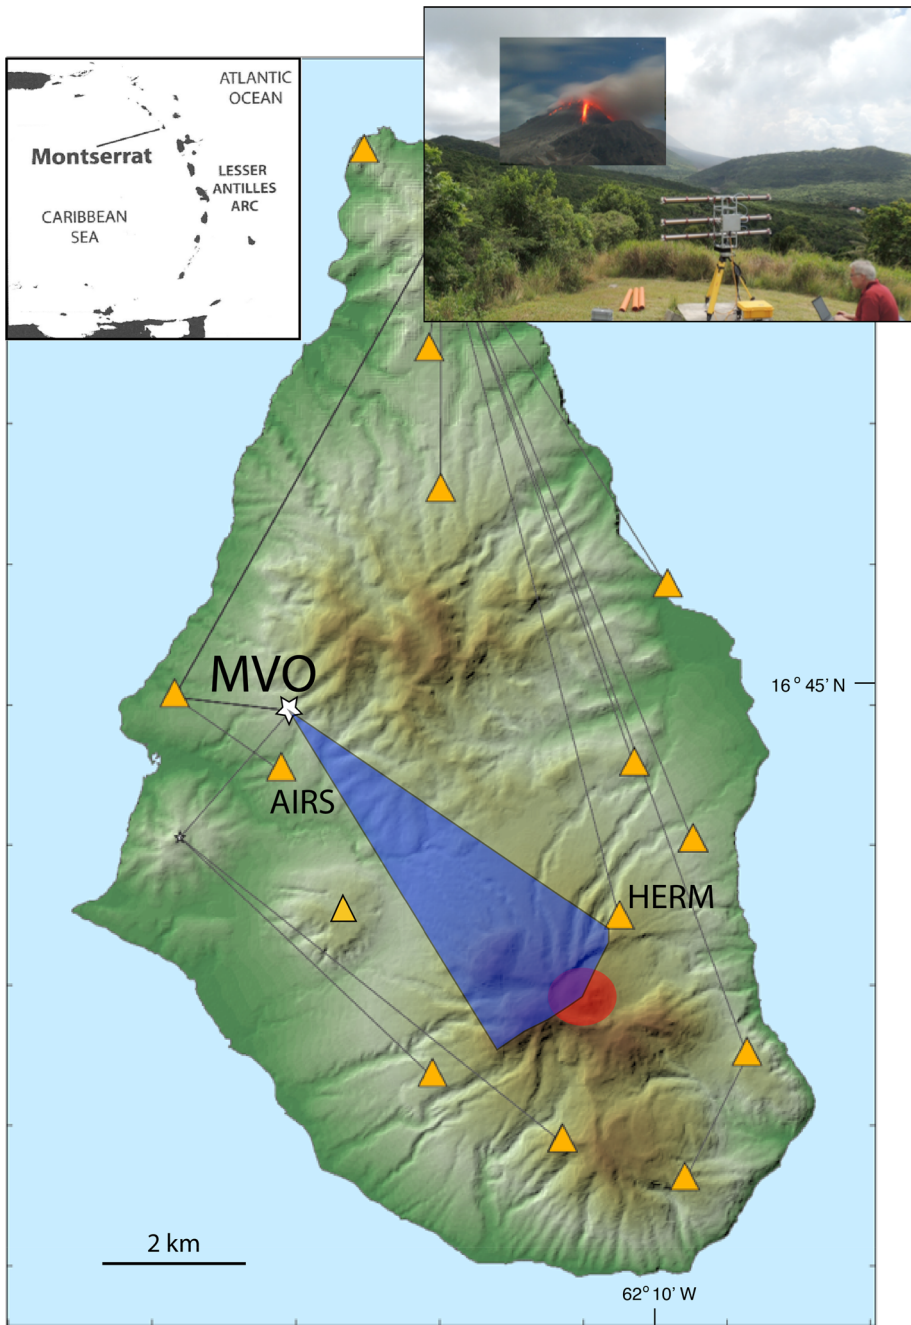 ATLANTIC
OCEAN
Montserrat
LESSER
ANTILLES
ARC
CARIBBEAN
SEA
MVO
16° 45' N
AIRS
HERM
2 km
62° 10' W